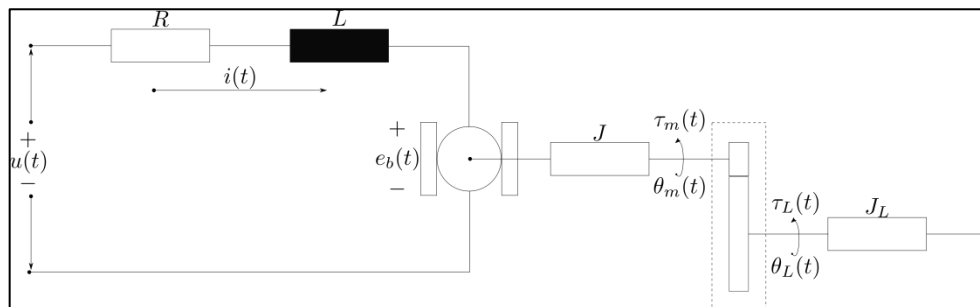 R
L
i(t)
+
u(t)
−
+
e_b(t)
−
J
τ_m(t)
θ_m(t)
τ_L(t)
θ_L(t)
J_L